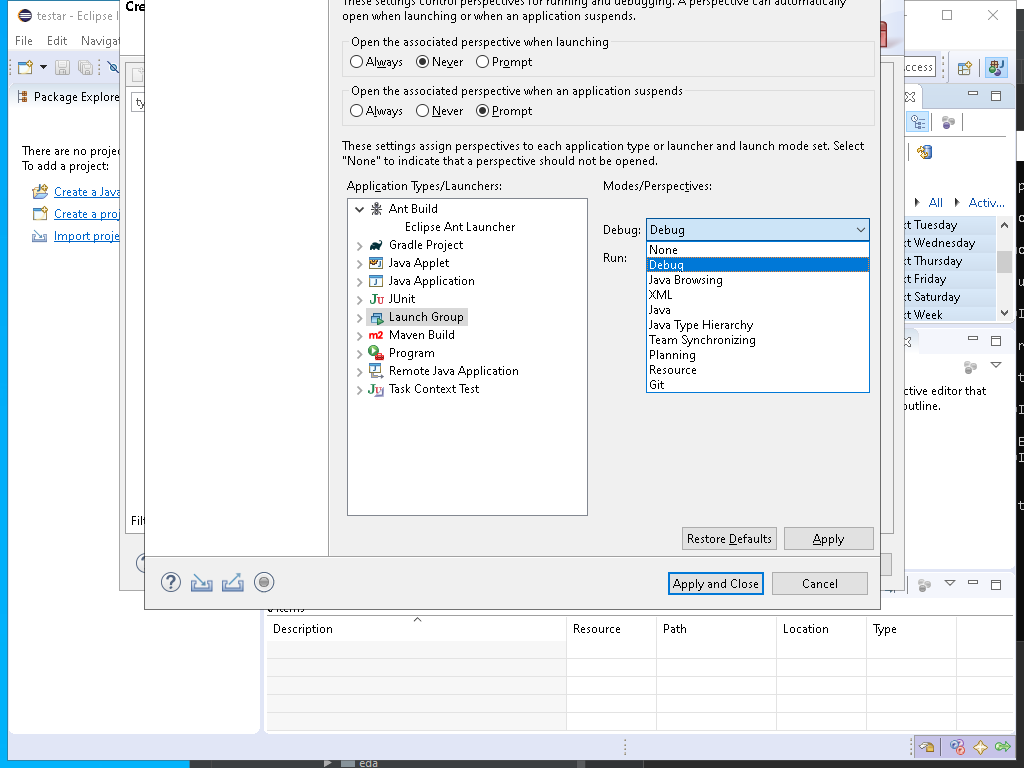 testar - Eclipse I
Cre
File Edit Navigat
These settings control perspectives for running and debugging. A perspective can automatically
open when launching or when an application suspends.
Open the associated perspective when launching
Always Never Prompt
Open the associated perspective when an application suspends
Always Never Prompt
These settings assign perspectives to each application type or launcher and launch mode set. Select
"None" to indicate that a perspective should not be opened.
Application Types/Launchers:
Ant Build
Eclipse Ant Launcher
Gradle Project
Java Applet
Java Application
JUnit
Launch Group
Maven Build
Program
Remote Java Application
Task Context Test
Modes/Perspectives:
Debug: Debug
Run:
None
Debug
Java Browsing
XML
Java
Java Type Hierarchy
Team Synchronizing
Planning
Resource
Git
Restore Defaults Apply
Apply and Close Cancel
Package Explore
There are no projec
To add a project:
Create a Java
Create a proj
Import proje
ty
Filt
ccess
All Activ...
xt Tuesday
xt Wednesday
xt Thursday
xt Friday
xt Saturday
xt Week
ctive editor that
outline.
0 items
Description Resource Path Location Type
eda